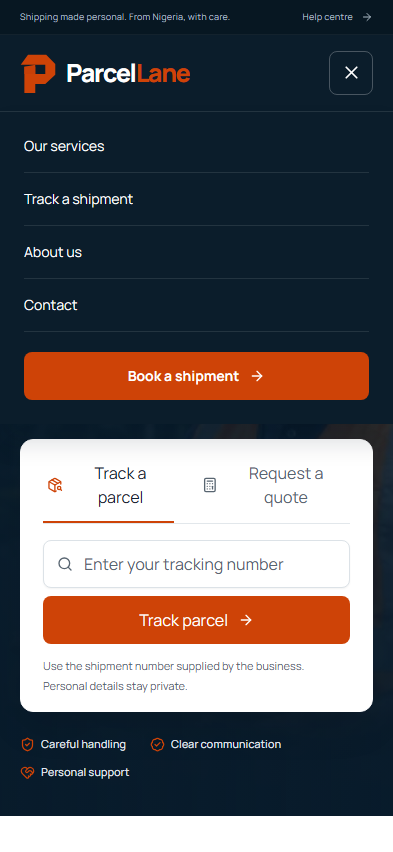 Shipping made personal. From Nigeria, with care.
Help centre
ParcelLane
Our services
Track a shipment
About us
Contact
Book a shipment
Track a
parcel
Request a
quote
Enter your tracking number
Track parcel
Use the shipment number supplied by the business.
Personal details stay private.
Careful handling
Clear communication
Personal support